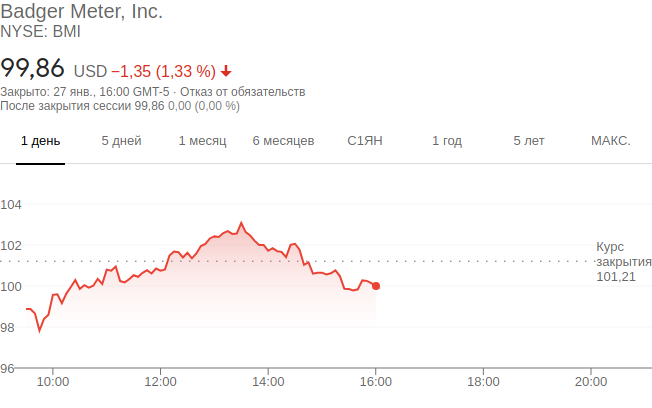 Badger Meter, Inc.
NYSE: BMI
99,86 USD −1,35 (1,33 %)
Закрыто: 27 янв., 16:00 GMT-5 · Отказ от обязательств
После закрытия сессии 99,86 0,00 (0,00 %)
1 день 5 дней 1 месяц 6 месяцев С1ЯН 1 год 5 лет МАКС.
104
102
Курс
закрытия
101,21
100
98
96
10:00 12:00 14:00 16:00 18:00 20:00